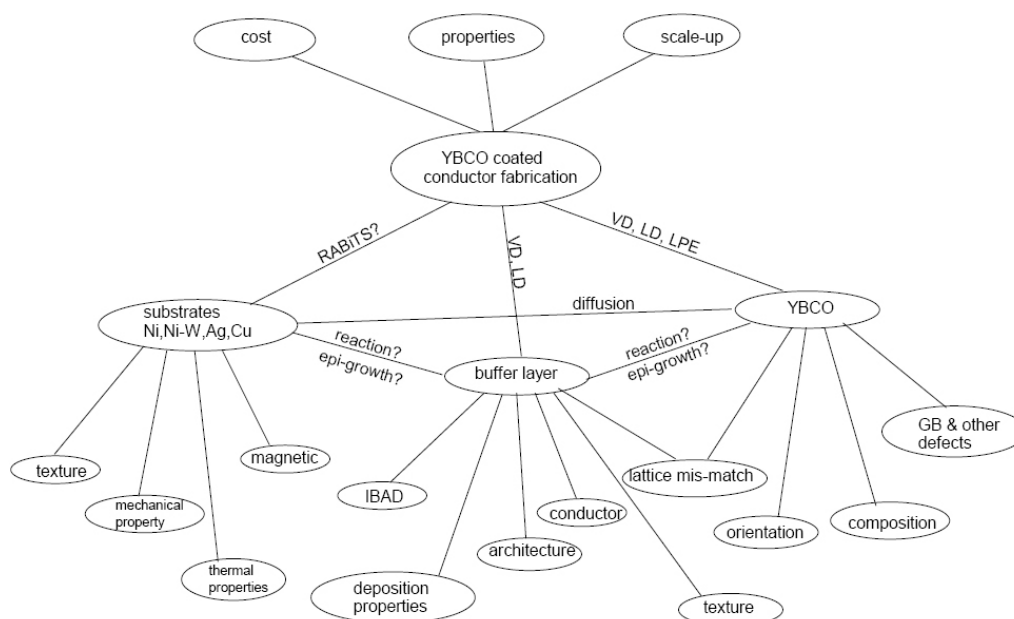 cost
properties
scale-up
YBCO coated
conductor fabrication
RABiTS?
VD, LD
VD, LD, LPE
substrates
Ni,Ni-W,Ag,Cu
diffusion
YBCO
reaction?
epi-growth?
buffer layer
reaction?
epi-growth?
texture
mechanical
property
thermal
properties
magnetic
IBAD
deposition
properties
architecture
conductor
texture
lattice mis-match
orientation
composition
GB & other
defects